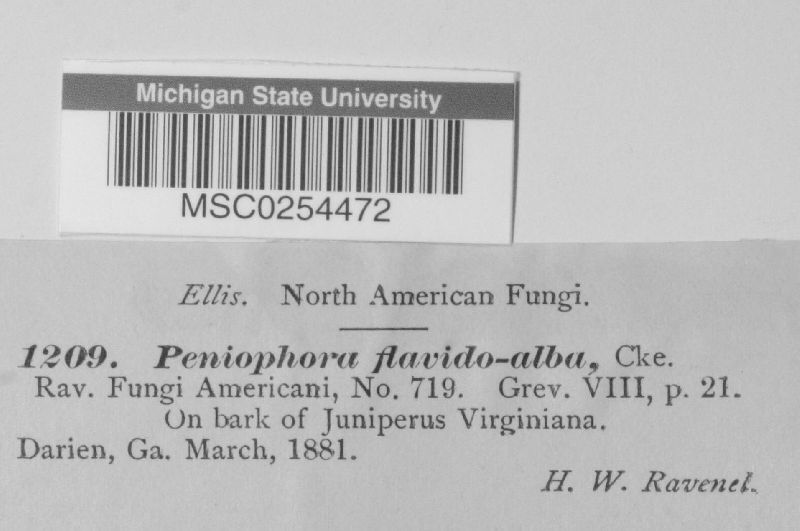 Michigan State University
MSC0254472
Ellis. North American Fungi.
1209. Peniophora flavido-alba, Cke.
Rav. Fungi Americani, No. 719. Grev. VIII, p. 21.
On bark of Juniperus Virginiana.
Darien, Ga. March, 1881.
H. W. Ravenel.